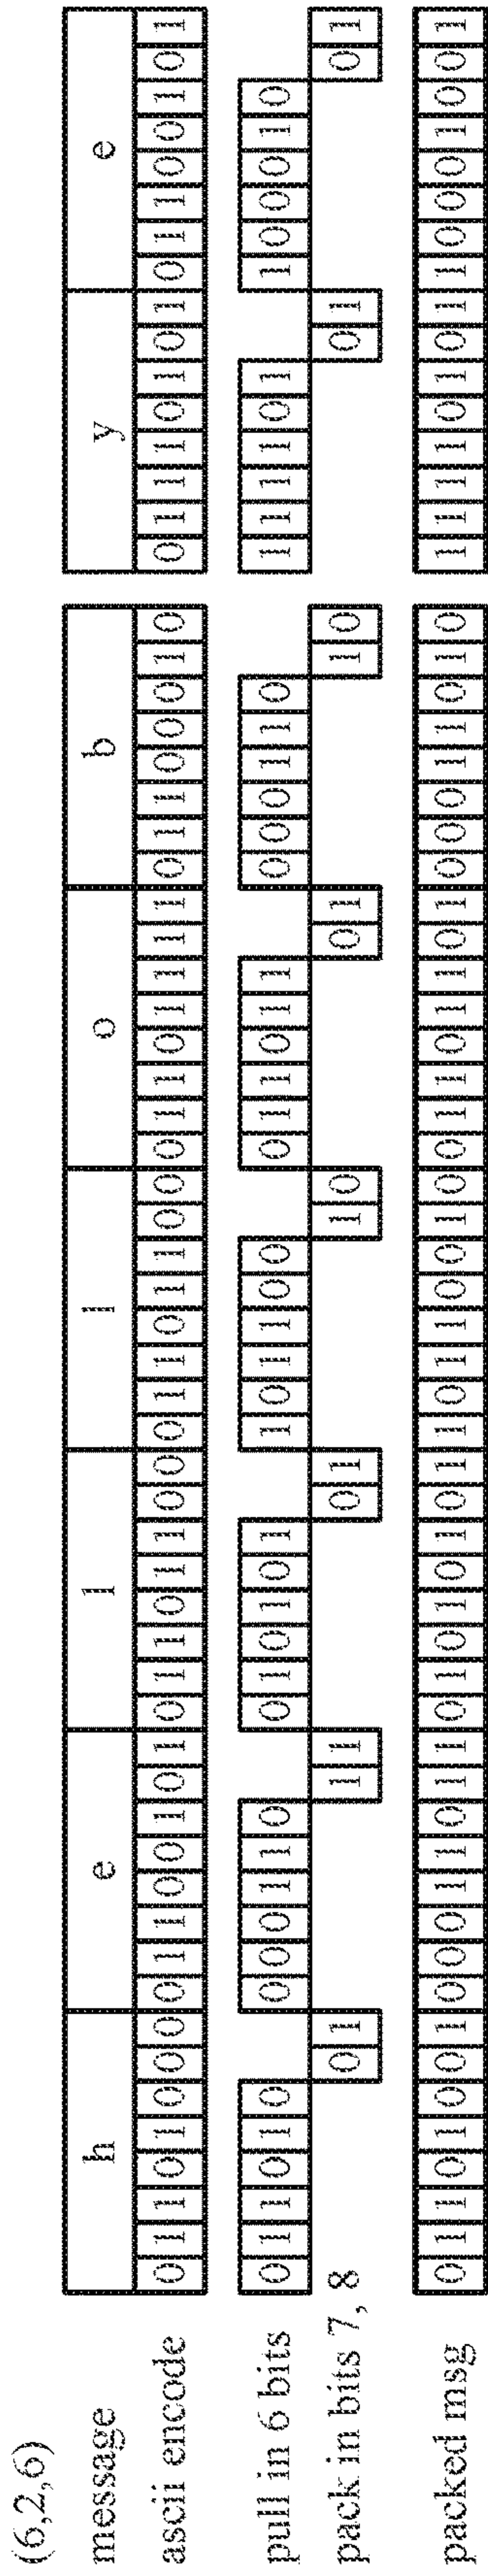 (6,2,6)
message h e l l o b y e
ascii encode 0 1 1 0 1 0 0 0 0 1 1 0 0 1 0 1 0 1 1 0 1 1 0 0 0 1 1 0 1 1 0 0 0 1 1 0 1 1 1 1 0 1 1 0 0 0 1 0 0 1 1 1 0 1 0 1 0 1 1 0 0 1 0 1
pull in 6 bits 0 1 1 0 1 0 0 0 0 1 1 0 0 1 0 1 0 1 1 0 1 1 0 0 0 1 1 0 1 1 0 0 0 1 1 0 1 1 1 1 0 1 1 0 0 0 1 0
pack in bits 7, 8 0 1 1 1 0 1 1 0 0 1 1 0 0 1 0 1
packed msg 0 1 1 0 1 0 0 1 0 0 0 1 1 0 1 1 0 1 0 1 0 1 0 1 1 0 1 1 0 0 1 0 0 1 1 0 1 1 0 1 0 0 0 1 1 0 1 0 1 1 1 1 0 1 0 1 1 0 0 0 1 0 0 1